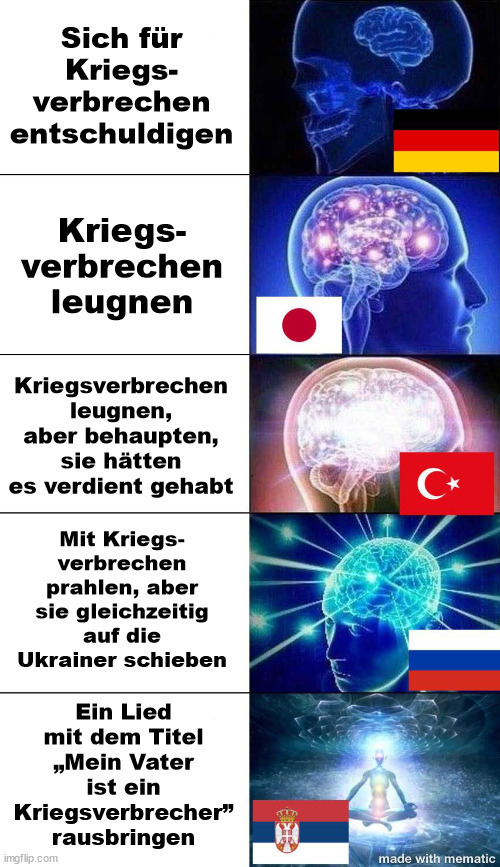 Sich für
Kriegs-
verbrechen
entschuldigen
Kriegs-
verbrechen
leugnen
Kriegsverbrechen
leugnen,
aber behaupten,
sie hätten
es verdient gehabt
Mit Kriegs-
verbrechen
prahlen, aber
sie gleichzeitig
auf die
Ukrainer schieben
Ein Lied
mit dem Titel
„Mein Vater
ist ein
Kriegsverbrecher”
rausbringen
imgflip.com
made with mematic